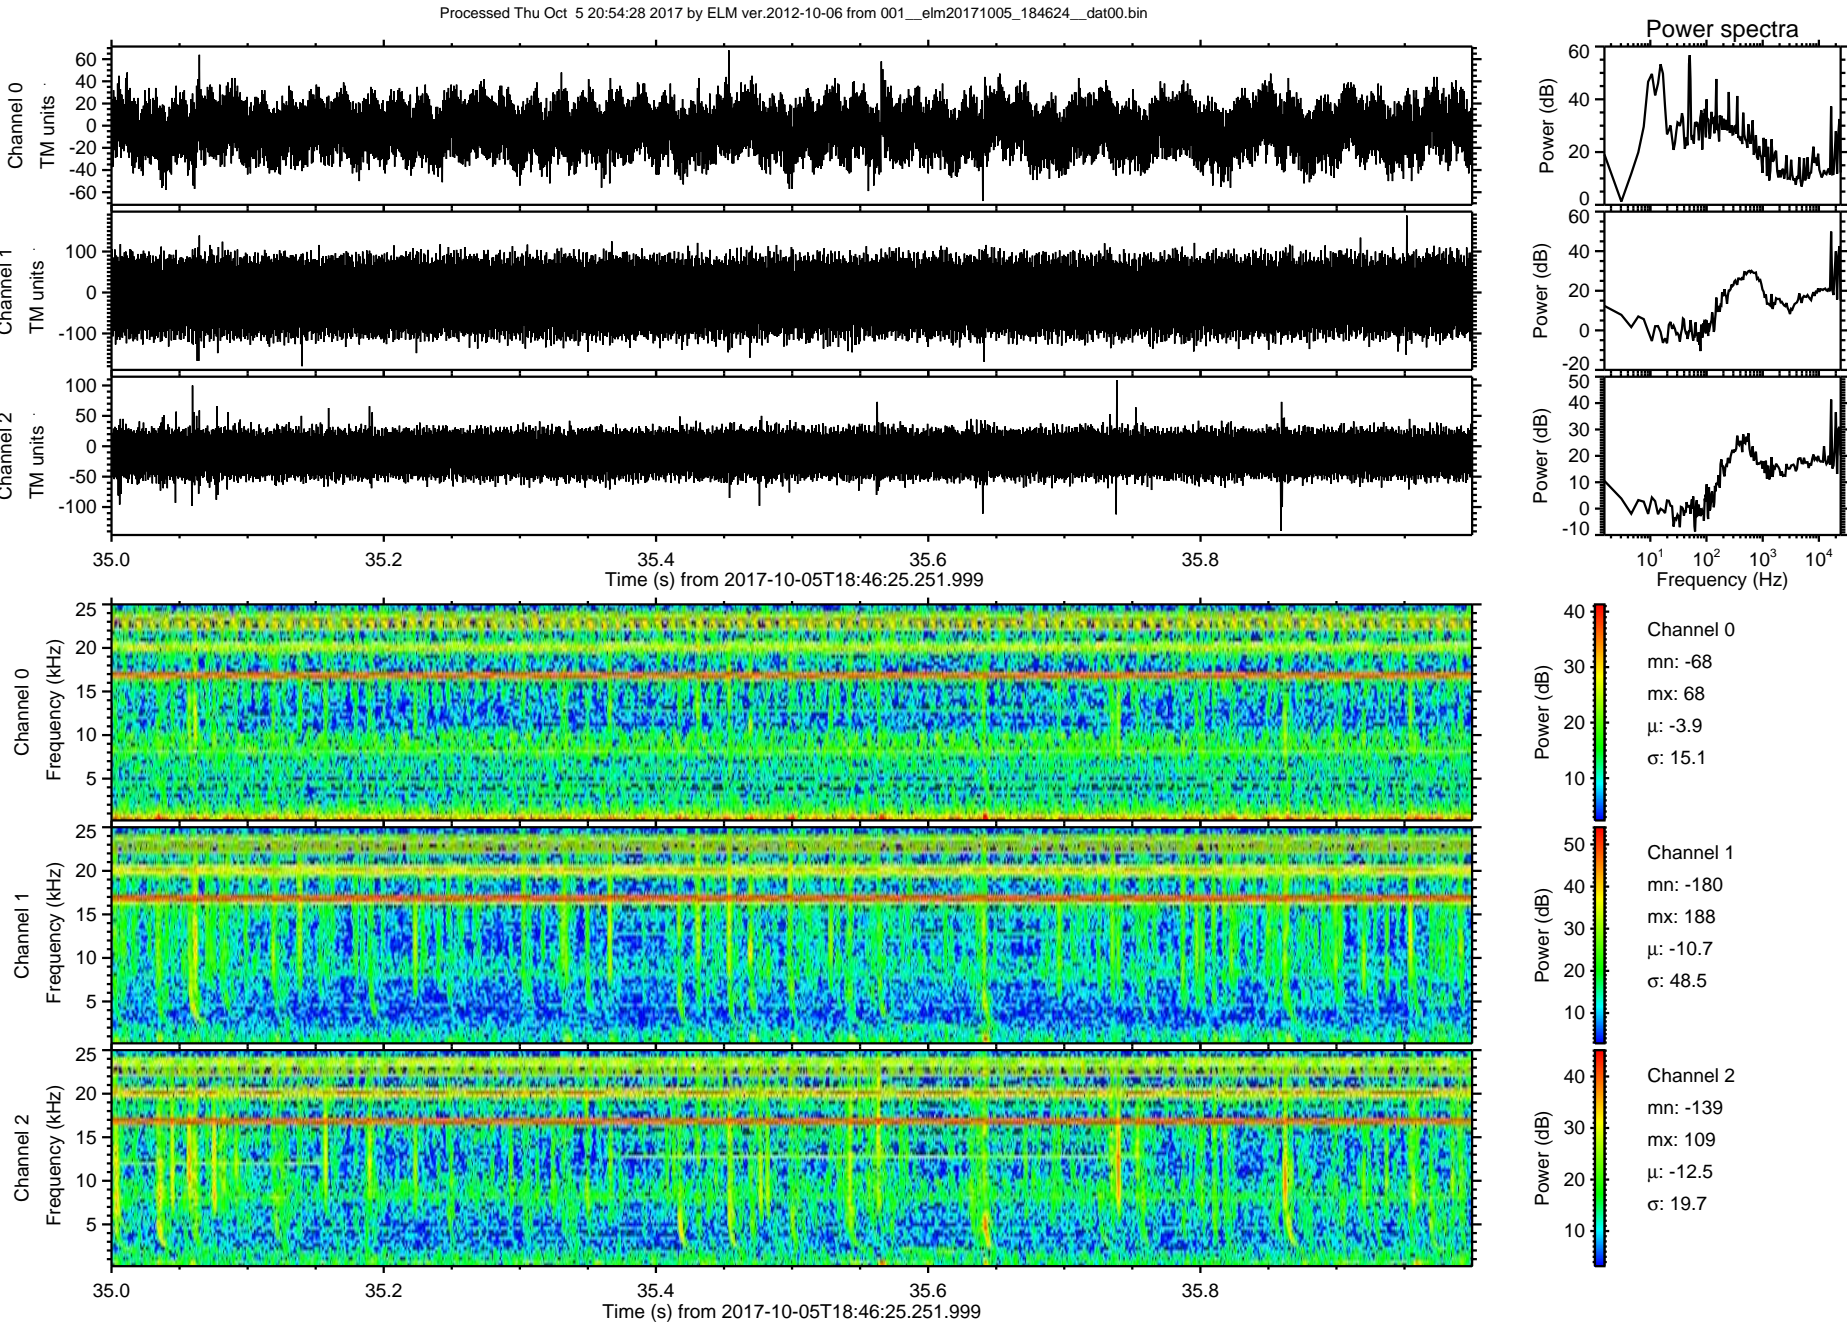 Processed Thu Oct  5 20:54:28 2017 by ELM ver.2012-10-06 from 001__elm20171005_184624__dat00.bin
Power spectra
Channel 0
TM units
60
40
20
0
-20
-40
-60
Power (dB)
60
40
20
0
Channel 1
TM units
100
0
-100
Power (dB)
60
40
20
0
-20
Channel 2
TM units
100
50
0
-50
-100
Power (dB)
50
40
30
20
10
0
-10
35.0 35.2 35.4 35.6 35.8
Time (s) from 2017-10-05T18:46:25.251.999
10^1 10^2 10^3 10^4
Frequency (Hz)
Channel 0
Frequency (kHz)
25
20
15
10
5
Power (dB)
40
30
20
10
Channel 0
mn: -68
mx: 68
μ: -3.9
σ: 15.1
Channel 1
Frequency (kHz)
25
20
15
10
5
Power (dB)
50
40
30
20
10
Channel 1
mn: -180
mx: 188
μ: -10.7
σ: 48.5
Channel 2
Frequency (kHz)
25
20
15
10
5
Power (dB)
40
30
20
10
Channel 2
mn: -139
mx: 109
μ: -12.5
σ: 19.7
35.0 35.2 35.4 35.6 35.8
Time (s) from 2017-10-05T18:46:25.251.999